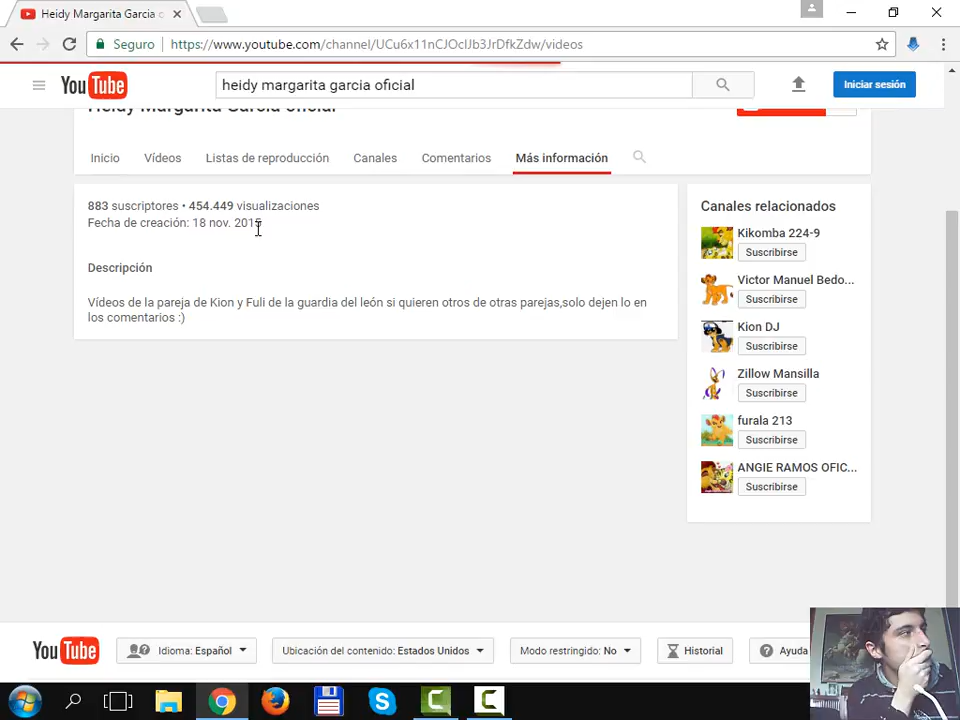 Heidy Margarita Garcia o
Seguro
https://www.youtube.com/channel/UCu6x11nCJOclJb3JrDfkZdw/videos
YouTube
heidy margarita garcia oficial
Iniciar sesión
Heidy Margarita Garcia oficial
Inicio
Vídeos
Listas de reproducción
Canales
Comentarios
Más información
883 suscriptores • 454.449 visualizaciones
Fecha de creación: 18 nov. 2015
Descripción
Vídeos de la pareja de Kion y Fuli de la guardia del león si quieren otros de otras parejas,solo dejen lo en
los comentarios :)
Canales relacionados
Kikomba 224-9
Suscribirse
Victor Manuel Bedo...
Suscribirse
Kion DJ
Suscribirse
Zillow Mansilla
Suscribirse
furala 213
Suscribirse
ANGIE RAMOS OFIC...
Suscribirse
YouTube
Idioma: Español
Ubicación del contenido: Estados Unidos
Modo restringido: No
Historial
Ayuda